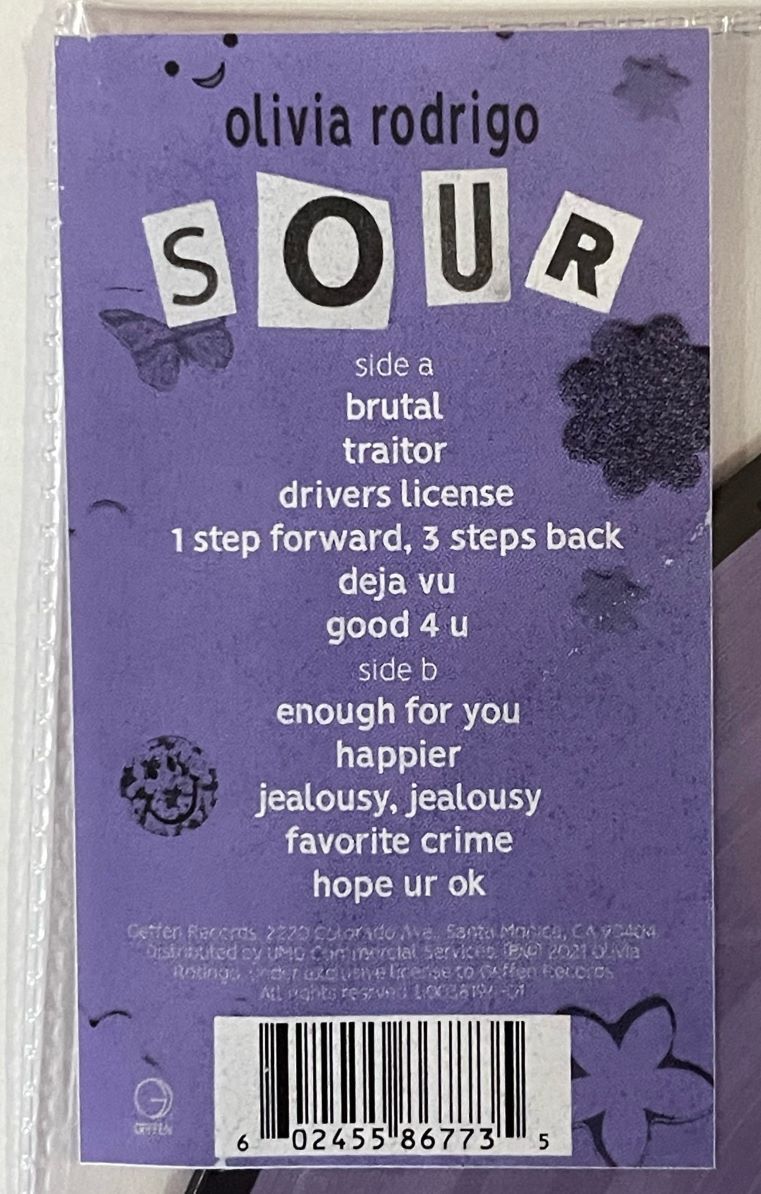 olivia rodrigo
SOUR
side a
brutal
traitor
drivers license
1 step forward, 3 steps back
deja vu
good 4 u
side b
enough for you
happier
jealousy, jealousy
favorite crime
hope ur ok
Geffen Records, 2220 Colorado Ave., Santa Monica, CA 90404
Distributed by UMG Commercial Services. 2021 Olivia
Rodrigo, under exclusive license to Geffen Records
All rights reserved
GEFFEN
6 02455 86773 5